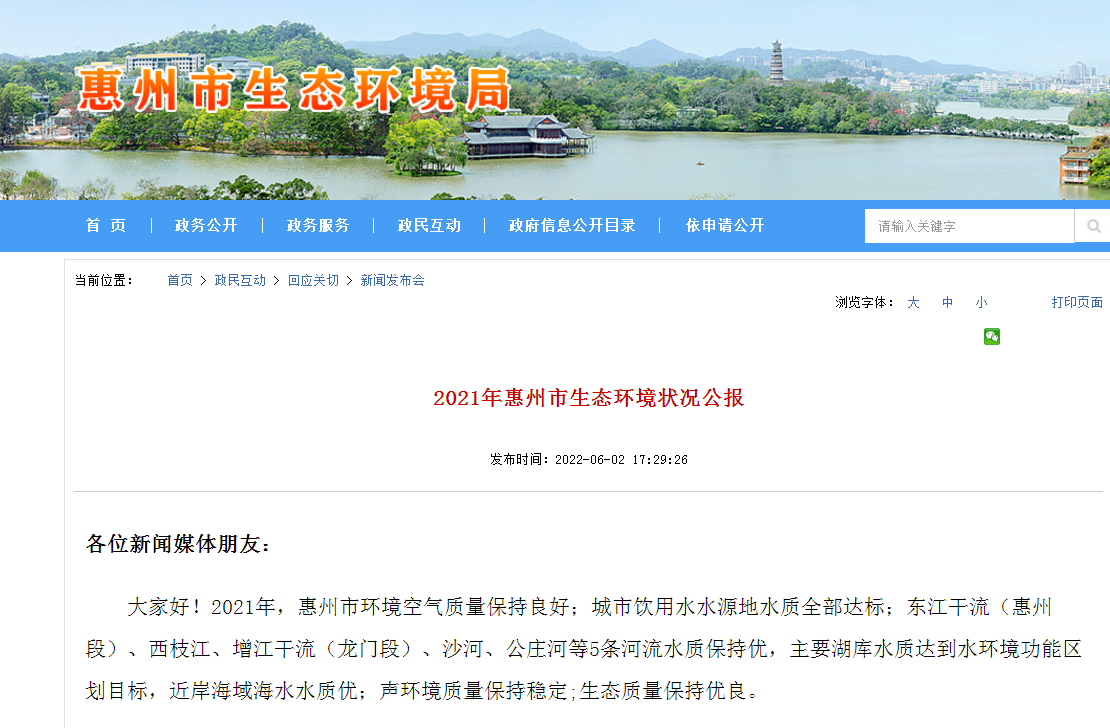 惠州市生态环境局
首 页 | 政务公开 | 政务服务 | 政民互动 | 政府信息公开目录 | 依申请公开 请输入关键字
当前位置： 首页 > 政民互动 > 回应关切 > 新闻发布会
浏览字体： 大 中 小 打印页面
2021年惠州市生态环境状况公报
发布时间：2022-06-02 17:29:26
各位新闻媒体朋友：
大家好！2021年，惠州市环境空气质量保持良好；城市饮用水水源地水质全部达标；东江干流（惠州
段）、西枝江、增江干流（龙门段）、沙河、公庄河等5条河流水质保持优，主要湖库水质达到水环境功能区
划目标，近岸海域海水水质优；声环境质量保持稳定;生态质量保持优良。